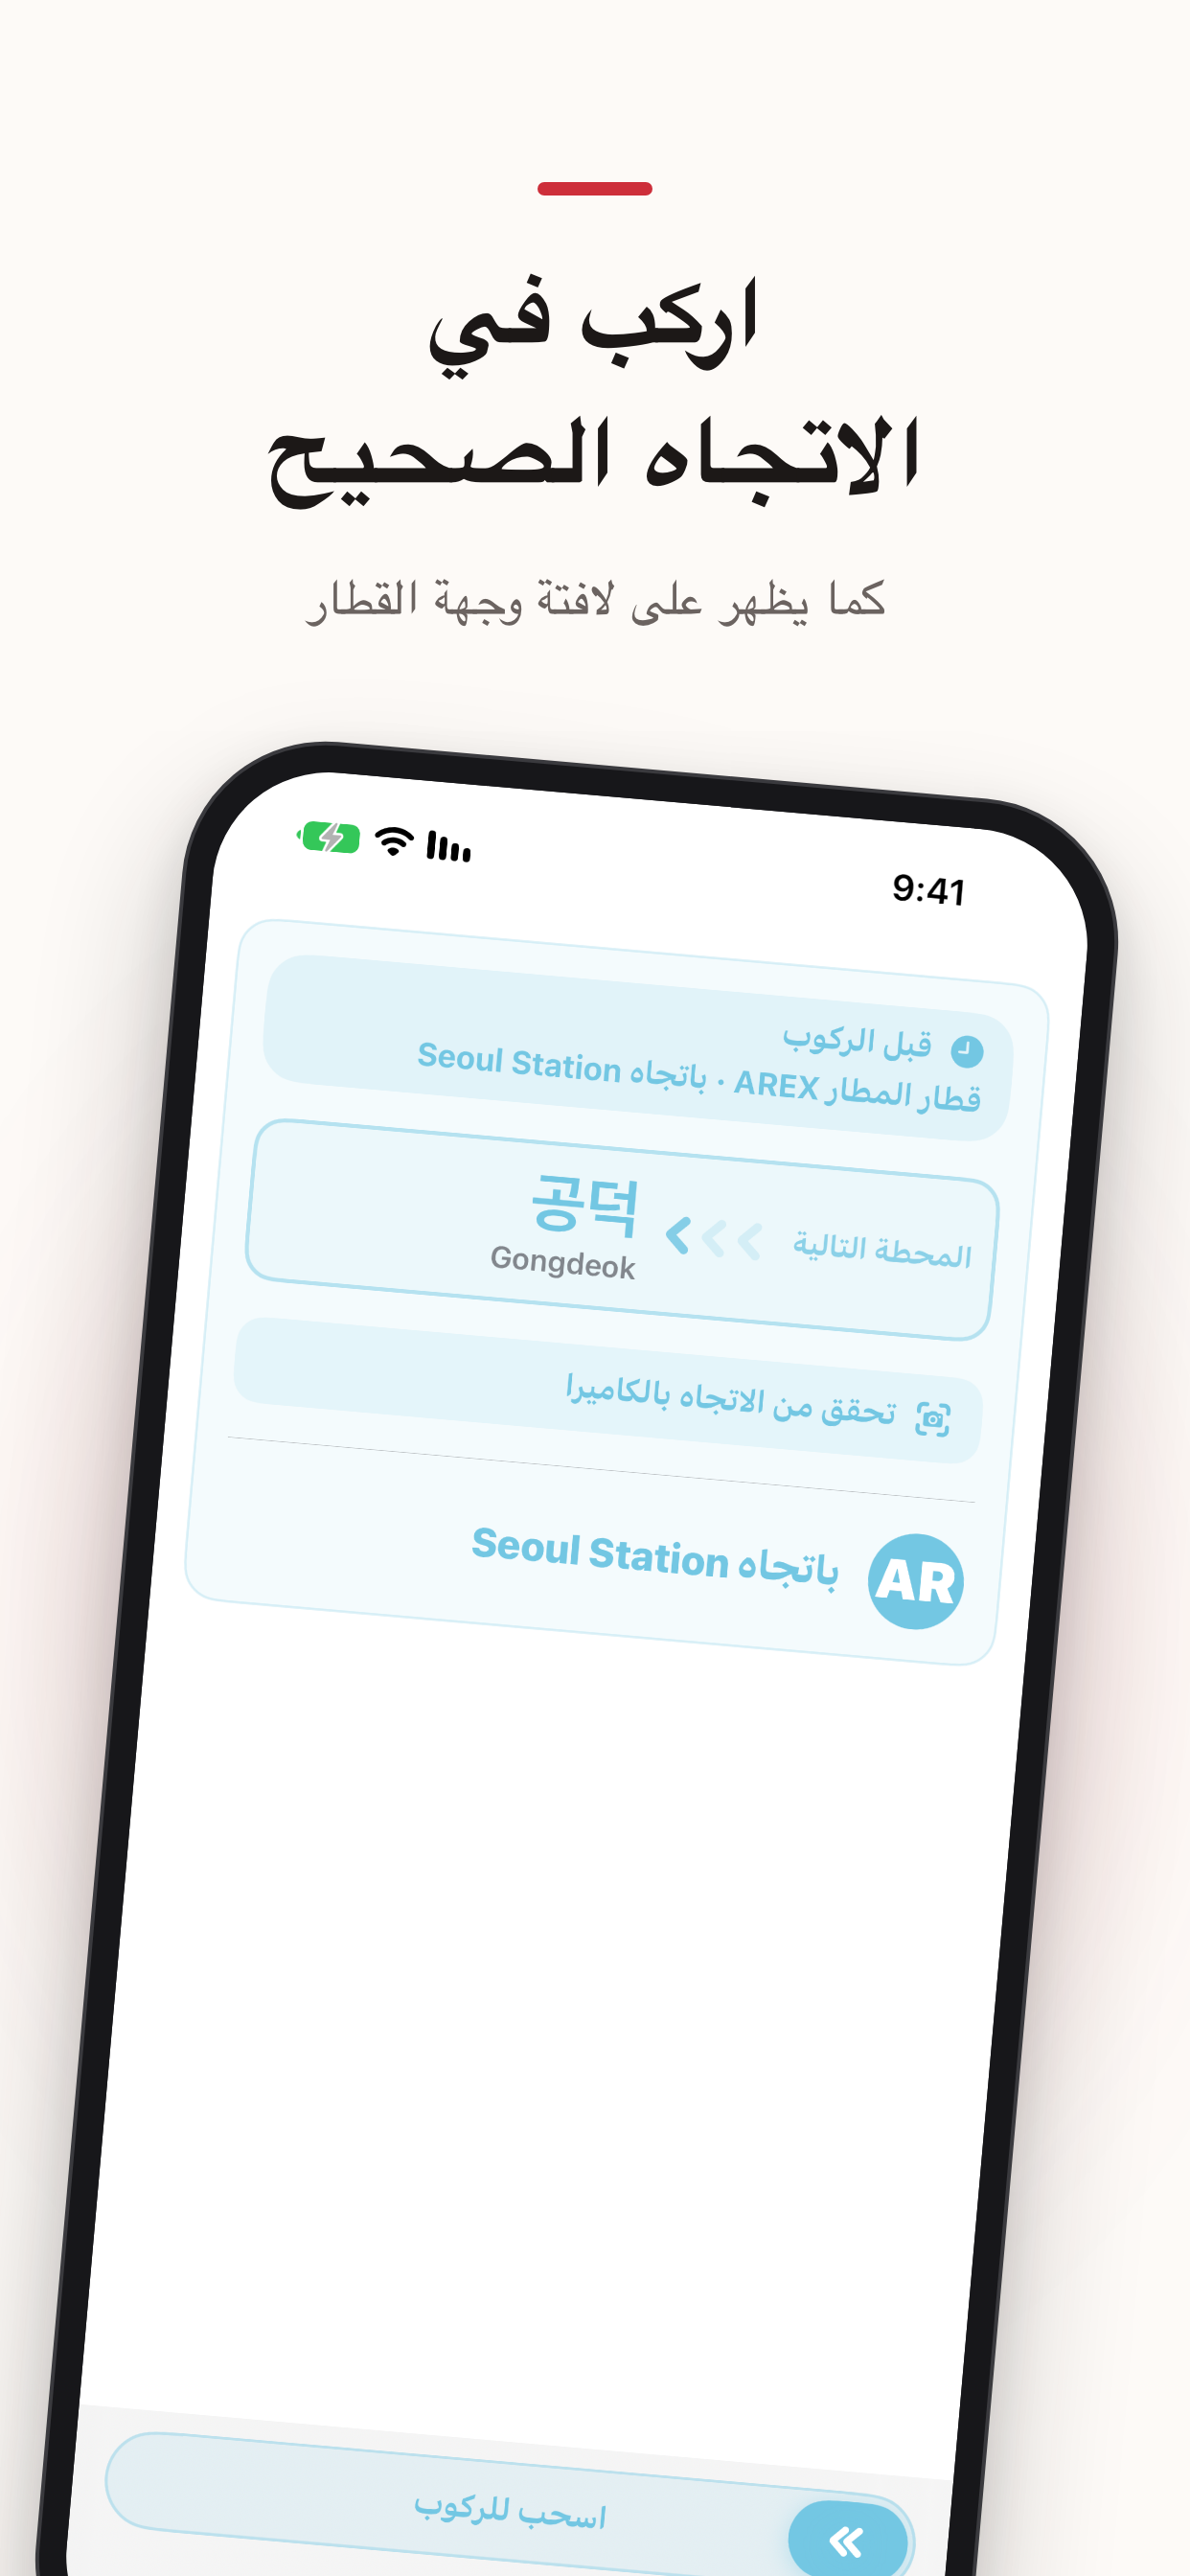 اركب في
الاتجاه الصحيح
كما يظهر على لافتة وجهة القطار
9:41
قبل الركوب
قطار المطار AREX · باتجاه Seoul Station
المحطة التالية
공덕
Gongdeok
تحقق من الاتجاه بالكاميرا
AR
باتجاه Seoul Station
اسحب للركوب